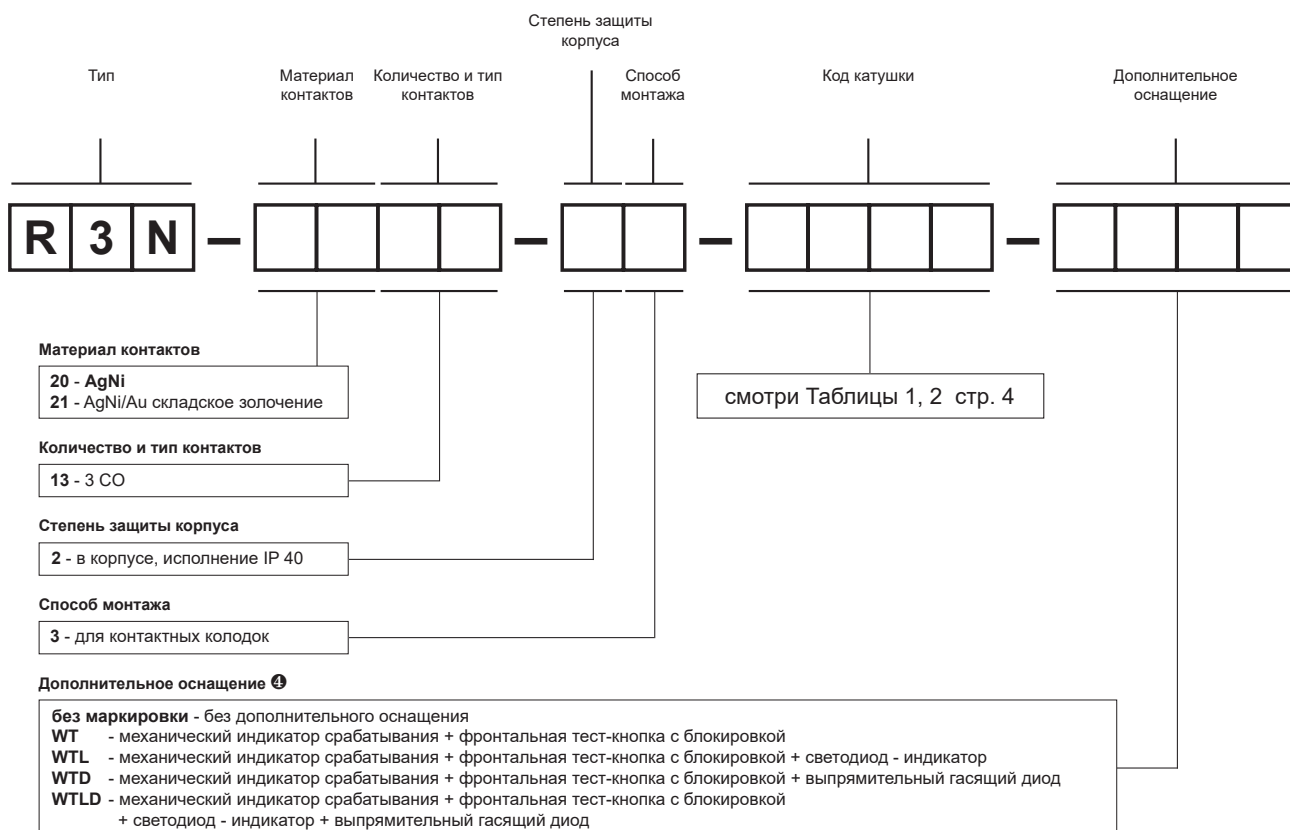 Степень защиты
корпуса
Тип
Материал
контактов
Количество и тип
контактов
Способ
монтажа
Код катушки
Дополнительное
оснащение
R 3 N – – – –
Материал контактов
20 - AgNi
21 - AgNi/Au складское золочение
смотри Таблицы 1, 2 стр. 4
Количество и тип контактов
13 - 3 CO
Степень защиты корпуса
2 - в корпусе, исполнение IP 40
Способ монтажа
3 - для контактных колодок
Дополнительное оснащение ❹
без маркировки - без дополнительного оснащения
WT - механический индикатор срабатывания + фронтальная тест-кнопка с блокировкой
WTL - механический индикатор срабатывания + фронтальная тест-кнопка с блокировкой + светодиод - индикатор
WTD - механический индикатор срабатывания + фронтальная тест-кнопка с блокировкой + выпрямительный гасящий диод
WTLD - механический индикатор срабатывания + фронтальная тест-кнопка с блокировкой
+ светодиод - индикатор + выпрямительный гасящий диод